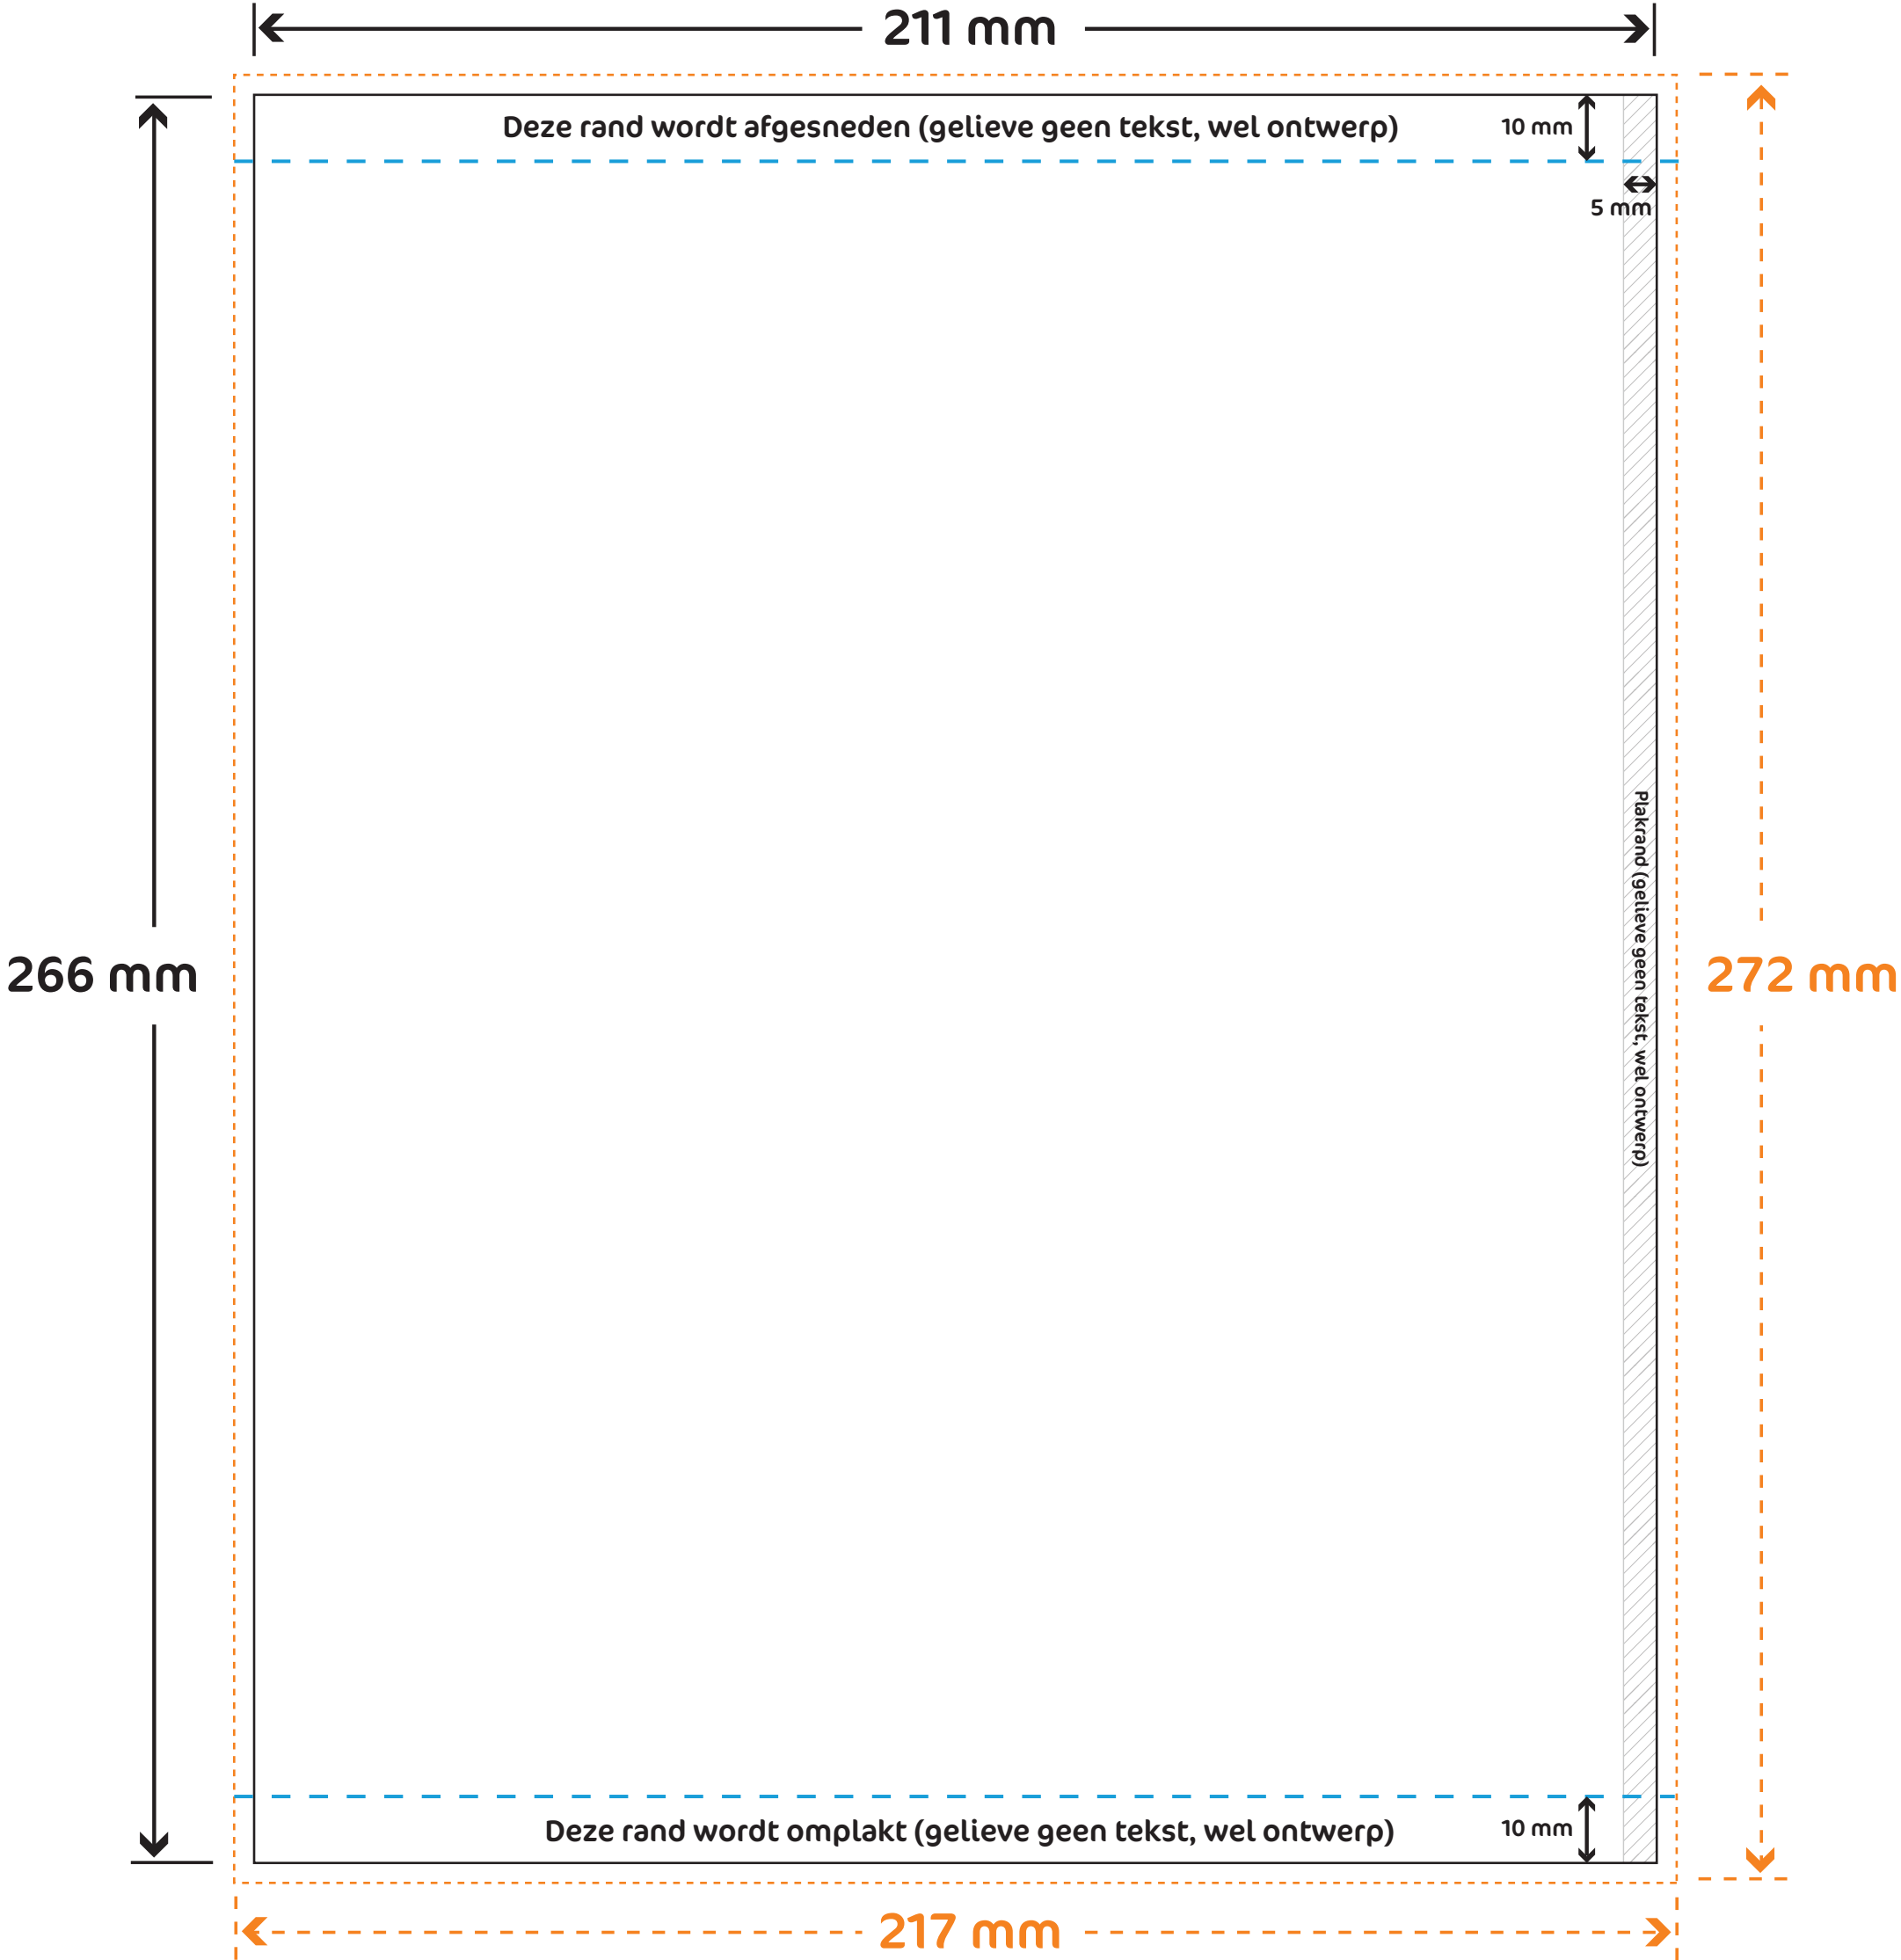 211 mm
Deze rand wordt afgesneden (gelieve geen tekst, wel ontwerp)
10 mm
5 mm
Plakrand (gelieve geen tekst, wel ontwerp)
266 mm
272 mm
Deze rand wordt omplakt (gelieve geen tekst, wel ontwerp)
10 mm
217 mm